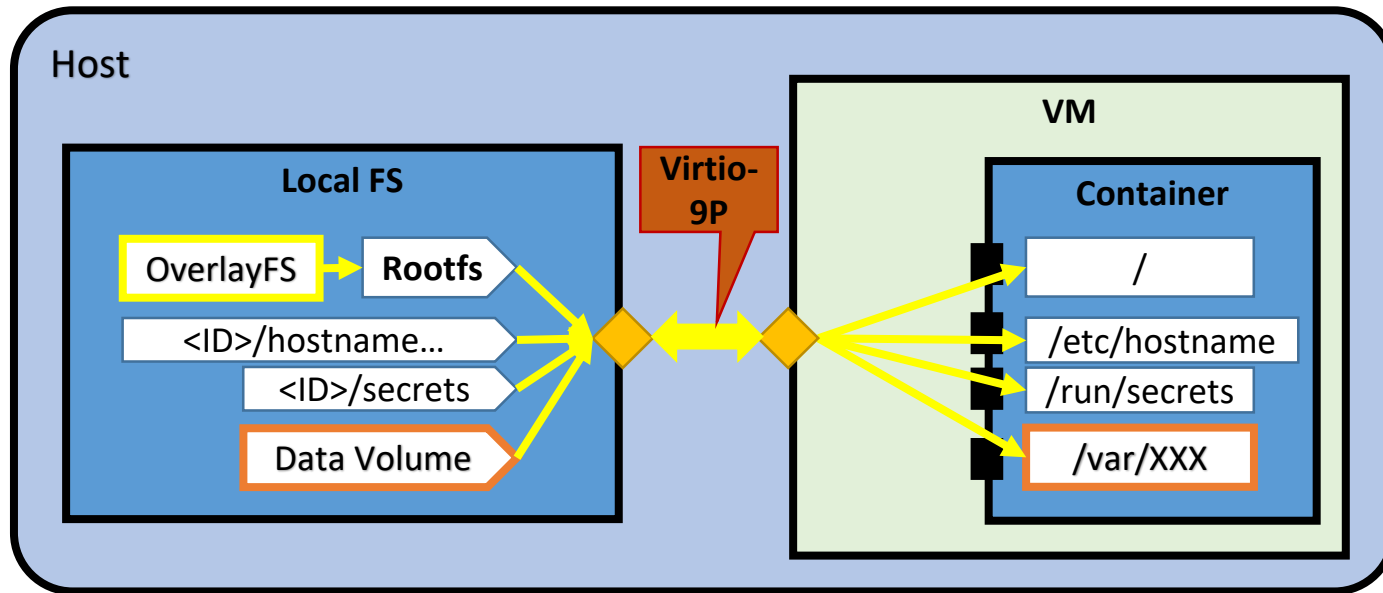 Host
Local FS
OverlayFS
Rootfs
<ID>/hostname...
<ID>/secrets
Data Volume
Virtio-
9P
VM
Container
/
/etc/hostname
/run/secrets
/var/XXX